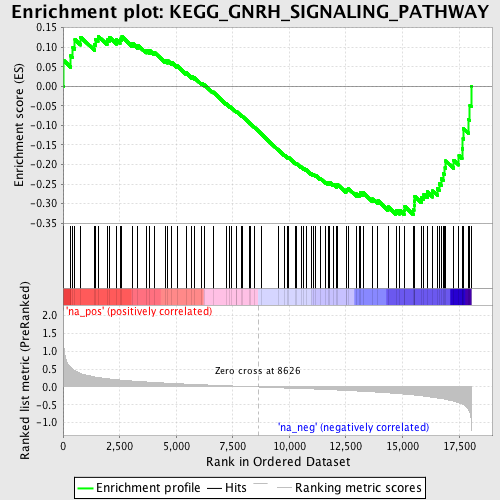 Enrichment plot: KEGG_GNRH_SIGNALING_PATHWAY
Enrichment score (ES)
0.15
0.10
0.05
0.00
-0.05
-0.10
-0.15
-0.20
-0.25
-0.30
-0.35
'na_pos' (positively correlated)
Ranked list metric (PreRanked)
2.0
1.5
1.0
0.5
0.0
-0.5
-1.0
Zero cross at 8626
'na_neg' (negatively correlated)
0 2,500 5,000 7,500 10,000 12,500 15,000 17,500
Rank in Ordered Dataset
Enrichment profile Hits Ranking metric scores